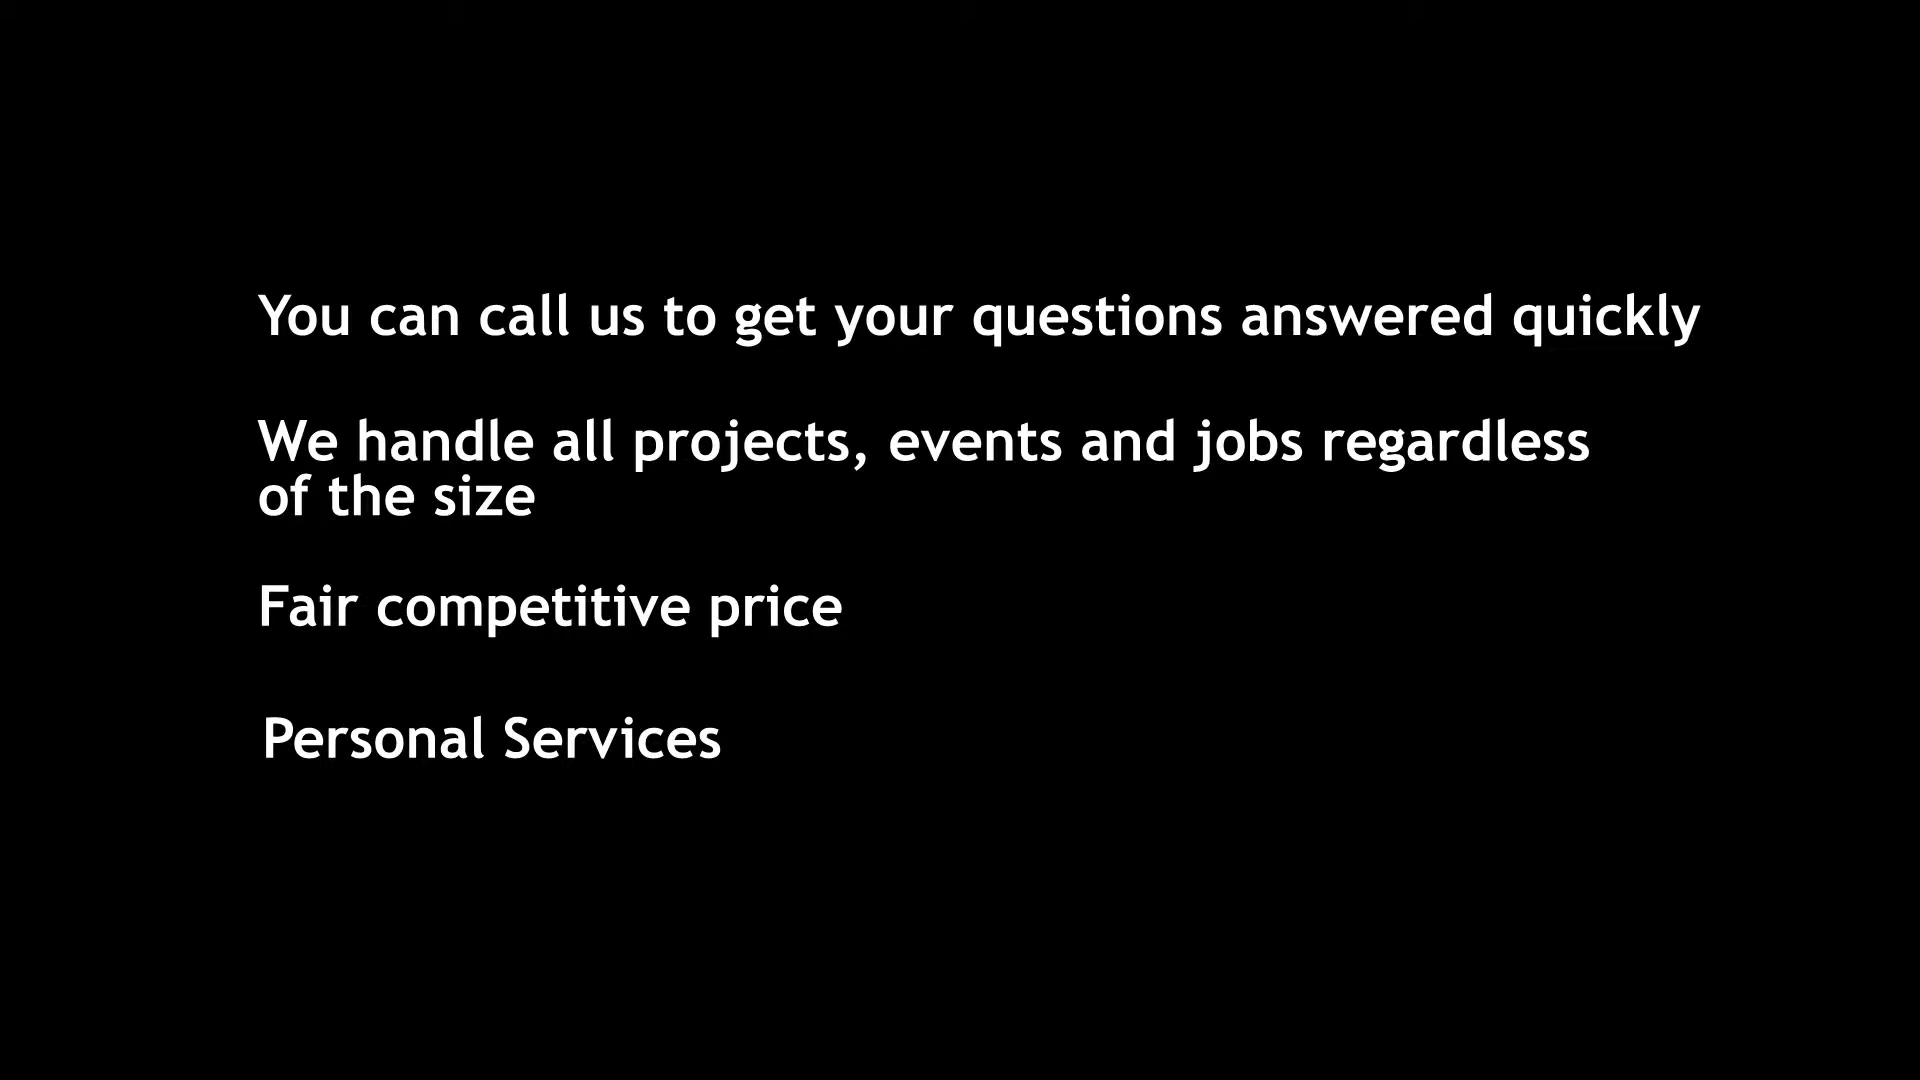 You can call us to get your questions answered quickly
We handle all projects, events and jobs regardless
of the size
Fair competitive price
Personal Services